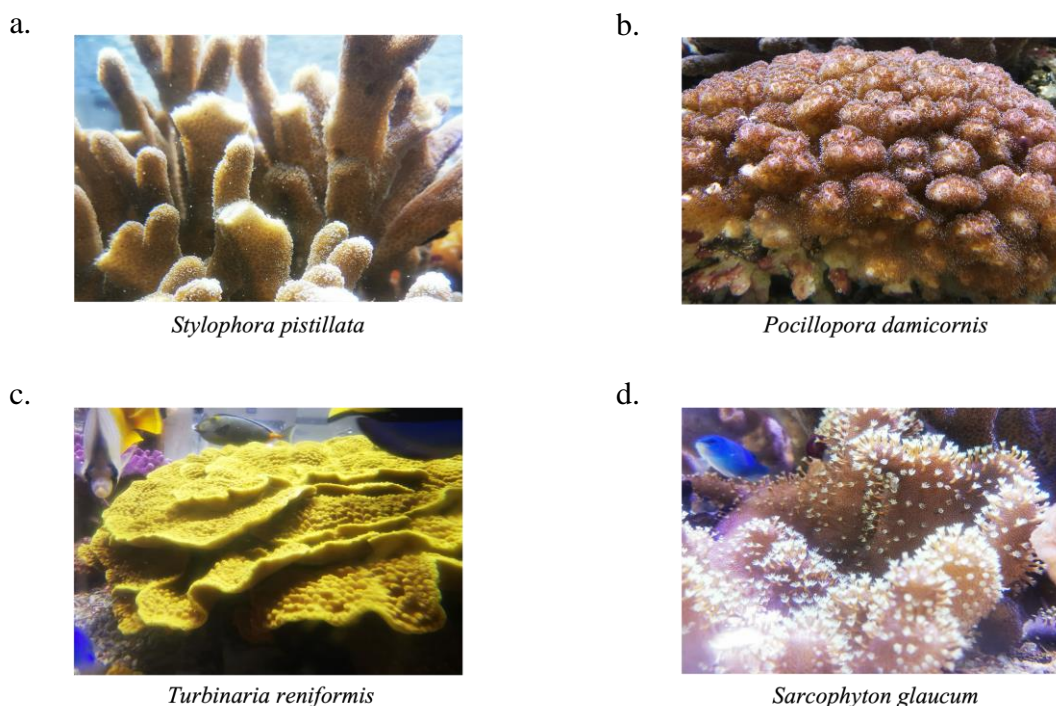 a.
b.
Stylophora pistillata
Pocillopora damicornis
c.
d.
Turbinaria reniformis
Sarcophyton glaucum